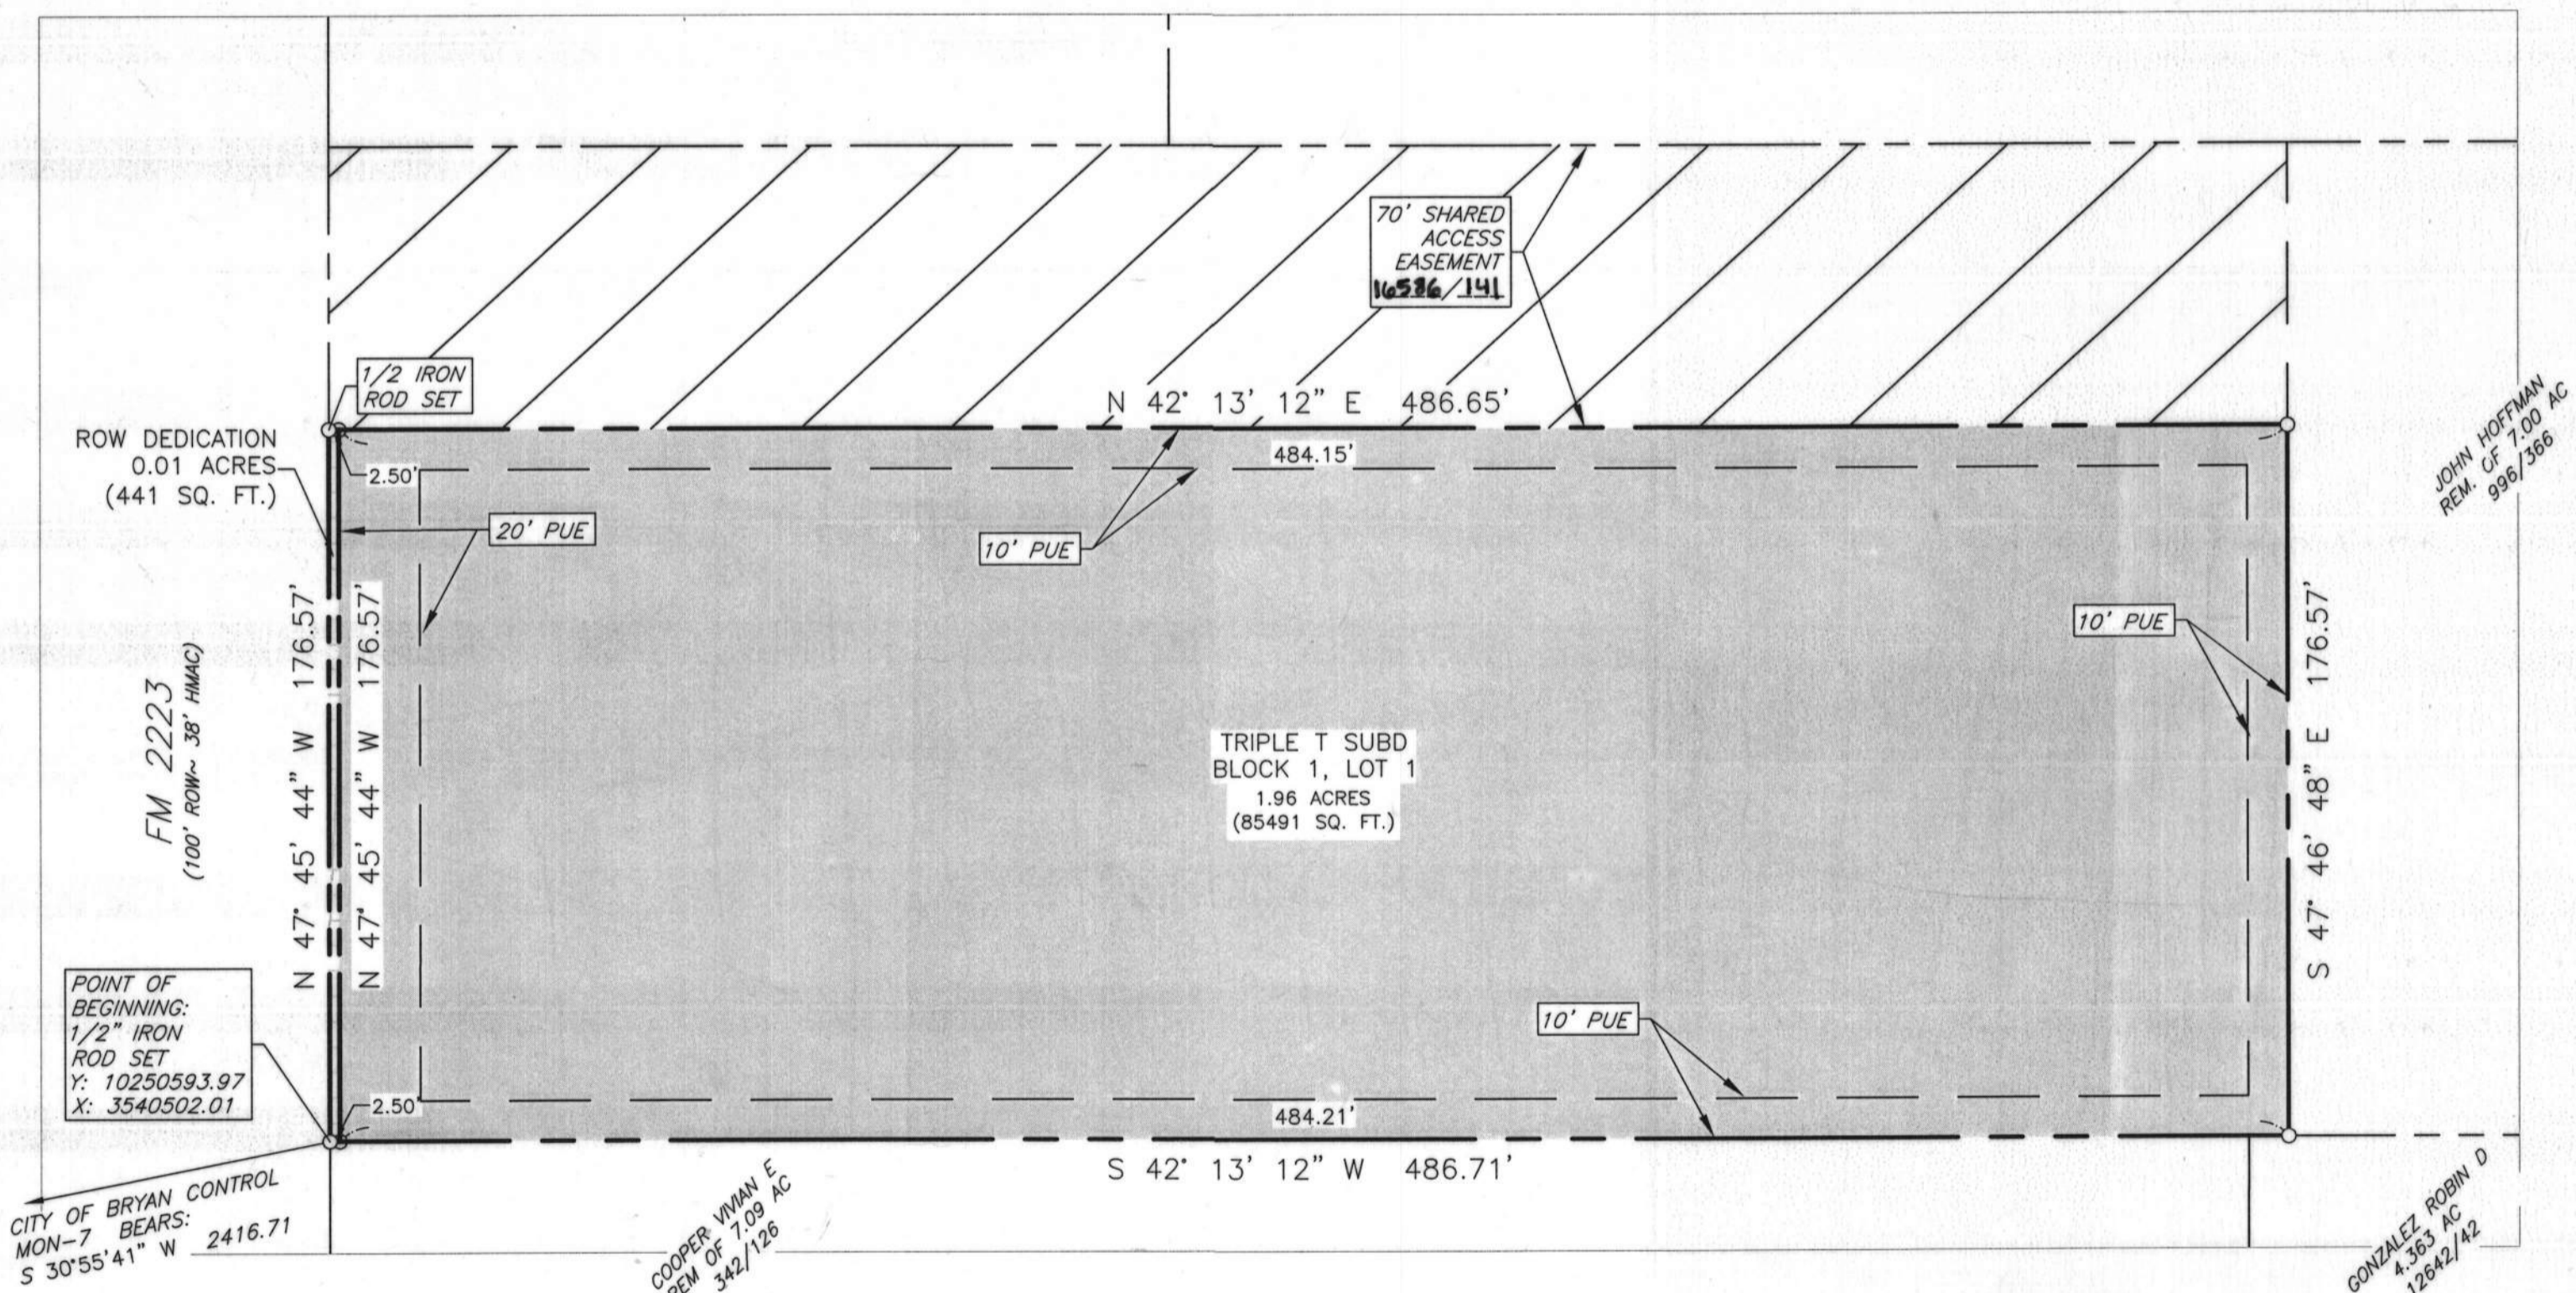 70' SHARED
ACCESS
EASEMENT
16586/141
1/2 IRON
ROD SET
N 42° 13' 12" E 486.65'
JOHN HOFFMAN
REM. OF 7.00 AC
996/366
ROW DEDICATION
0.01 ACRES
(441 SQ. FT.)
2.50'
484.15'
20' PUE
10' PUE
10' PUE
FM 2223
(100' ROW~ 38' HMAC)
N 47° 45' 44" W 176.57'
N 47° 45' 44" W 176.57'
S 47° 46' 48" E 176.57'
TRIPLE T SUBD
BLOCK 1, LOT 1
1.96 ACRES
(85491 SQ. FT.)
POINT OF
BEGINNING:
1/2" IRON
ROD SET
Y: 10250593.97
X: 3540502.01
10' PUE
2.50'
484.21'
S 42° 13' 12" W 486.71'
CITY OF BRYAN CONTROL
MON-7 BEARS:
S 30°55'41" W 2416.71
COOPER VIVIAN E
REM OF 7.09 AC
342/126
GONZALEZ ROBIN D
4.363 AC
12642/42